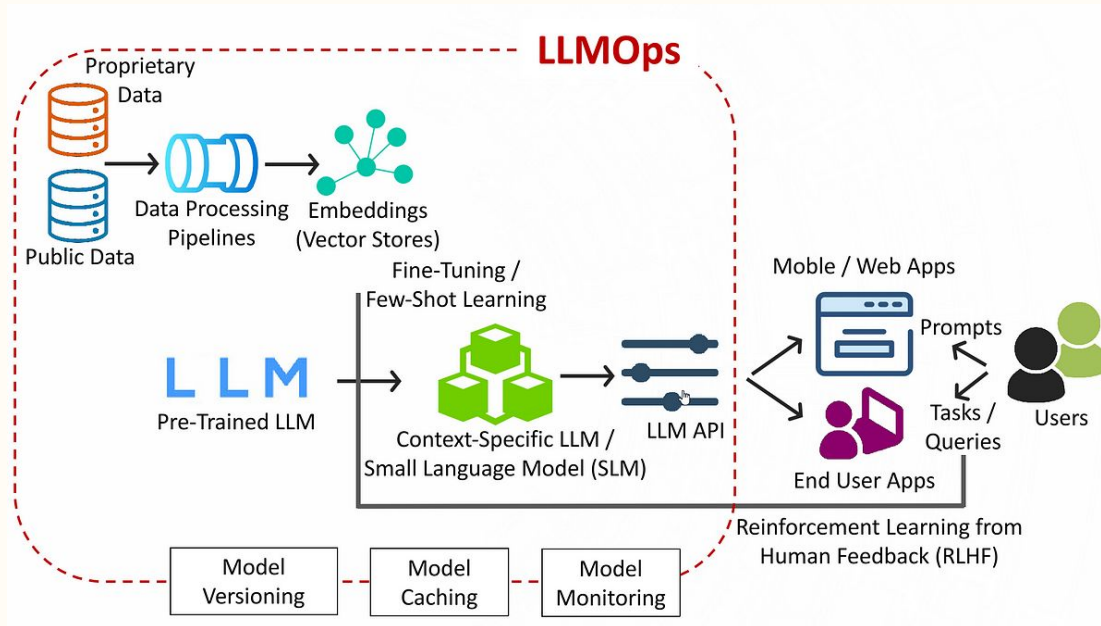 LLMOps
Proprietary
Data
Public Data
Data Processing
Pipelines
Embeddings
(Vector Stores)
Fine-Tuning /
Few-Shot Learning
LLM
Pre-Trained LLM
Context-Specific LLM /
Small Language Model (SLM)
LLM API
Moble / Web Apps
Prompts
Tasks /
Queries
Users
End User Apps
Reinforcement Learning from
Human Feedback (RLHF)
Model
Versioning
Model
Caching
Model
Monitoring